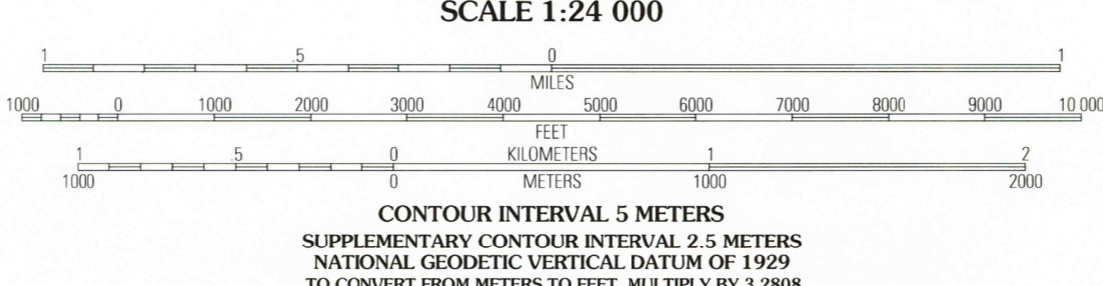 SCALE 1:24 000
1 .5 0 1
MILES
1000 0 1000 2000 3000 4000 5000 6000 7000 8000 9000 10 000
FEET
1 .5 0 KILOMETERS 1 2
1000 0 METERS 1000 2000
CONTOUR INTERVAL 5 METERS
SUPPLEMENTARY CONTOUR INTERVAL 2.5 METERS
NATIONAL GEODETIC VERTICAL DATUM OF 1929
TO CONVERT FROM METERS TO FEET, MULTIPLY BY 3.2808